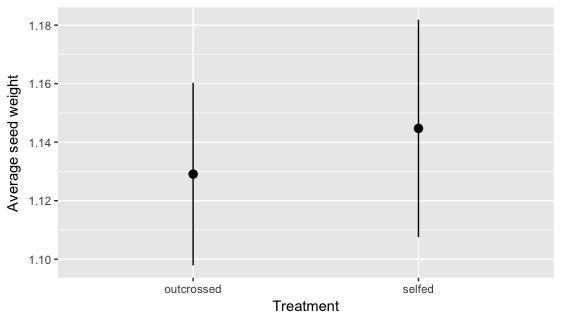 1.18
1.16
1.14
1.12
1.10
Average seed weight
outcrossed
selfed
Treatment